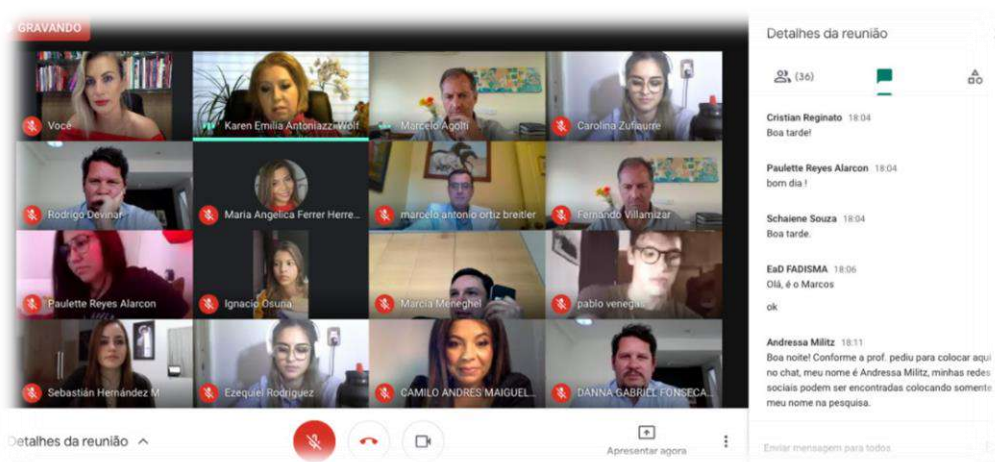 GRAVANDO
Você
Karen Emilia Antoniazzi Wolf
Marcelo Agolti
Carolina Zufiaurre
Rodrigo Devinar
Maria Angelica Ferrer Herre...
marcelo antonio ortiz breitler
Fernando Villamizar
Paulette Reyes Alarcon
Ignacio Osuna
Marcia Meneghel
pablo venegas
Sebastián Hernández M
Ezequiel Rodriguez
CAMILO ANDRES MAIGUEL...
DANNA GABRIEL FONSECA...
Detalhes da reunião
Apresentar agora
Detalhes da reunião
(36)
Cristian Reginato 18:04
Boa tarde!
Paulette Reyes Alarcon 18:04
bom dia !
Schaiene Souza 18:04
Boa tarde.
EaD FADISMA 18:06
Olá, é o Marcos
ok
Andressa Militz 18:11
Boa noite! Conforme a prof. pediu para colocar aqui
no chat, meu nome é Andressa Militz, minhas redes
sociais podem ser encontradas colocando somente
meu nome na pesquisa.
Enviar mensagem para todos